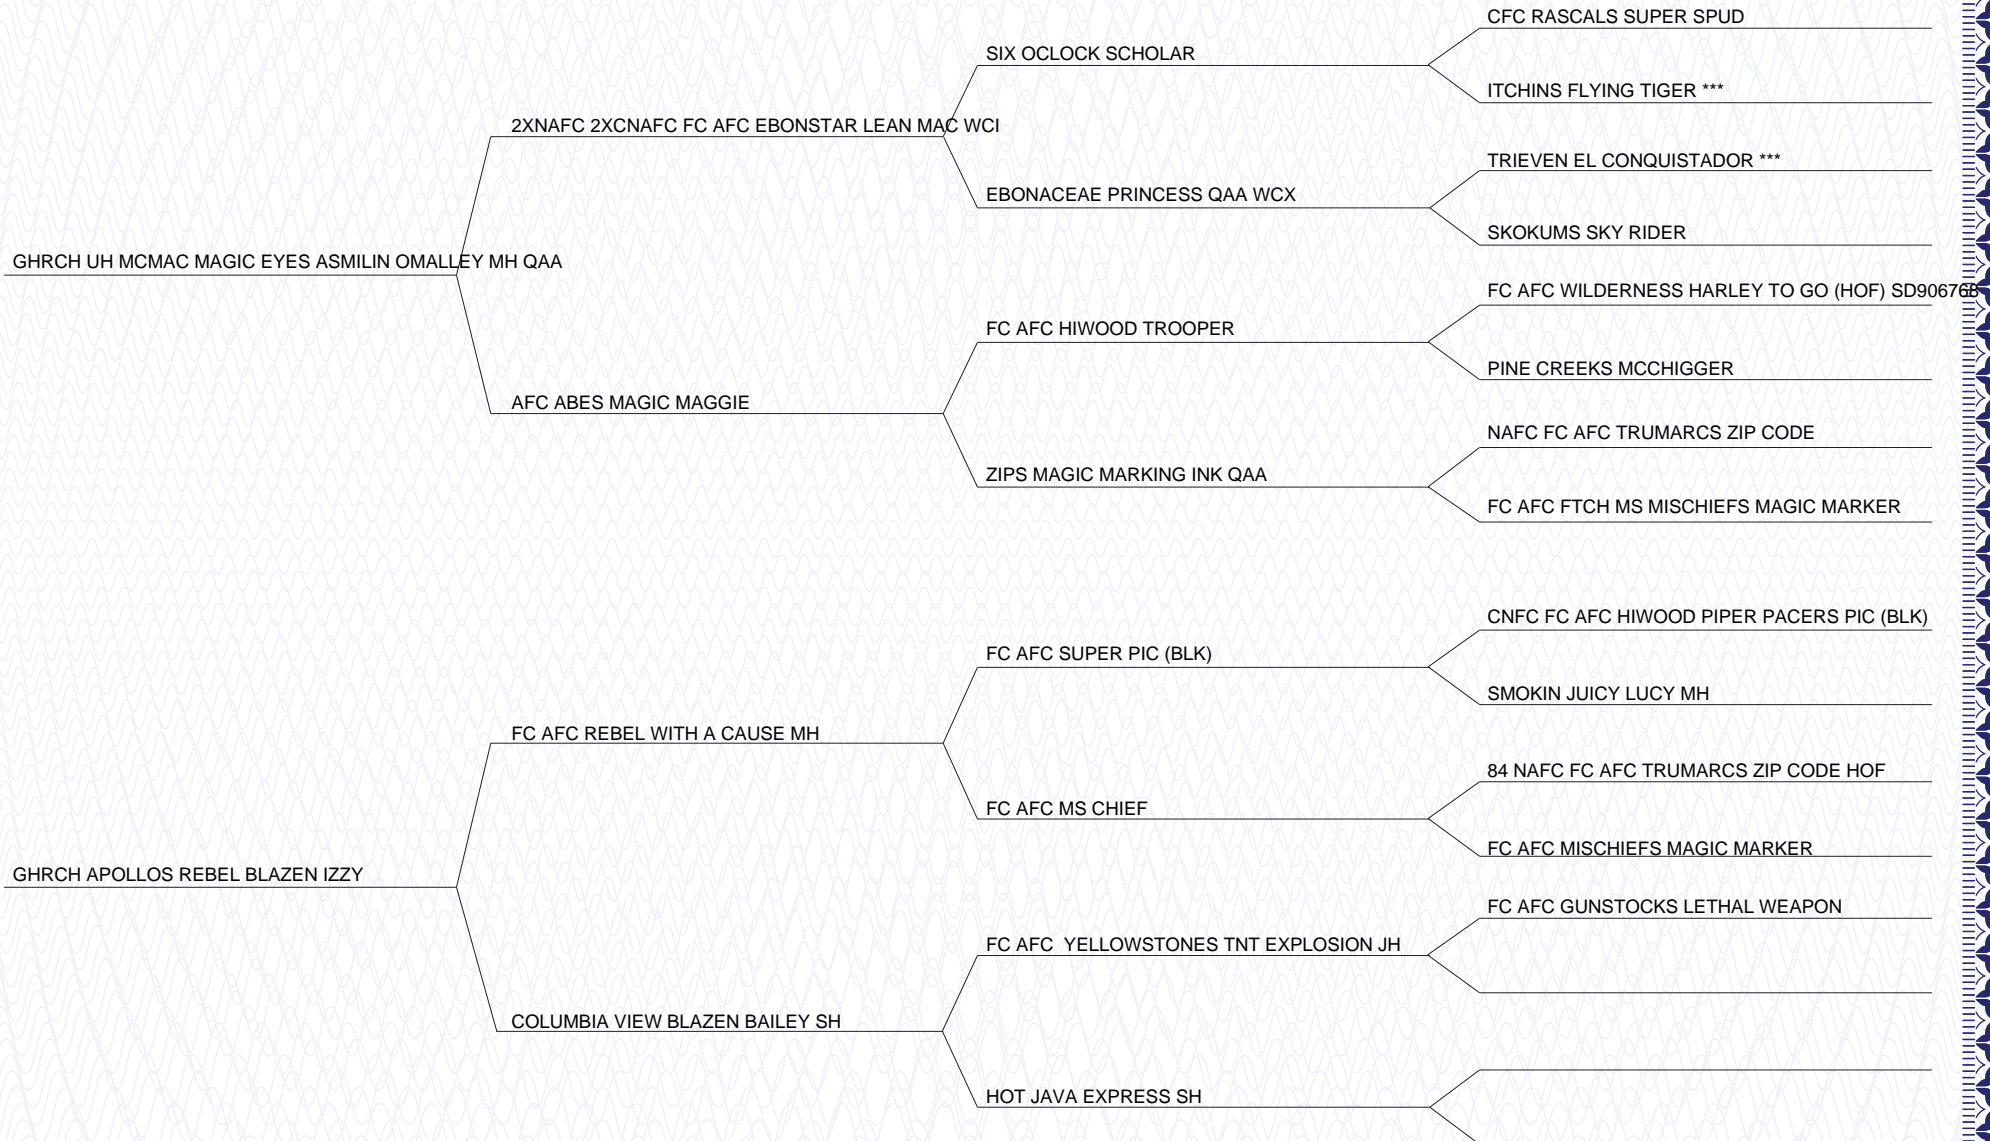 CFC RASCALS SUPER SPUD
SIX OCLOCK SCHOLAR
ITCHINS FLYING TIGER ***
2XNAFC 2XCNAFC FC AFC EBONSTAR LEAN MAC WCI
TRIEVEN EL CONQUISTADOR ***
EBONACEAE PRINCESS QAA WCX
SKOKUMS SKY RIDER
GHRCH UH MCMAC MAGIC EYES ASMILIN OMALLEY MH QAA
FC AFC WILDERNESS HARLEY TO GO (HOF) SD906768
FC AFC HIWOOD TROOPER
PINE CREEKS MCCHIGGER
AFC ABES MAGIC MAGGIE
NAFC FC AFC TRUMARCS ZIP CODE
ZIPS MAGIC MARKING INK QAA
FC AFC FTCH MS MISCHIEFS MAGIC MARKER
CNFC FC AFC HIWOOD PIPER PACERS PIC (BLK)
FC AFC SUPER PIC (BLK)
SMOKIN JUICY LUCY MH
FC AFC REBEL WITH A CAUSE MH
84 NAFC FC AFC TRUMARCS ZIP CODE HOF
FC AFC MS CHIEF
FC AFC MISCHIEFS MAGIC MARKER
GHRCH APOLLOS REBEL BLAZEN IZZY
FC AFC GUNSTOCKS LETHAL WEAPON
FC AFC  YELLOWSTONES TNT EXPLOSION JH
COLUMBIA VIEW BLAZEN BAILEY SH
HOT JAVA EXPRESS SH